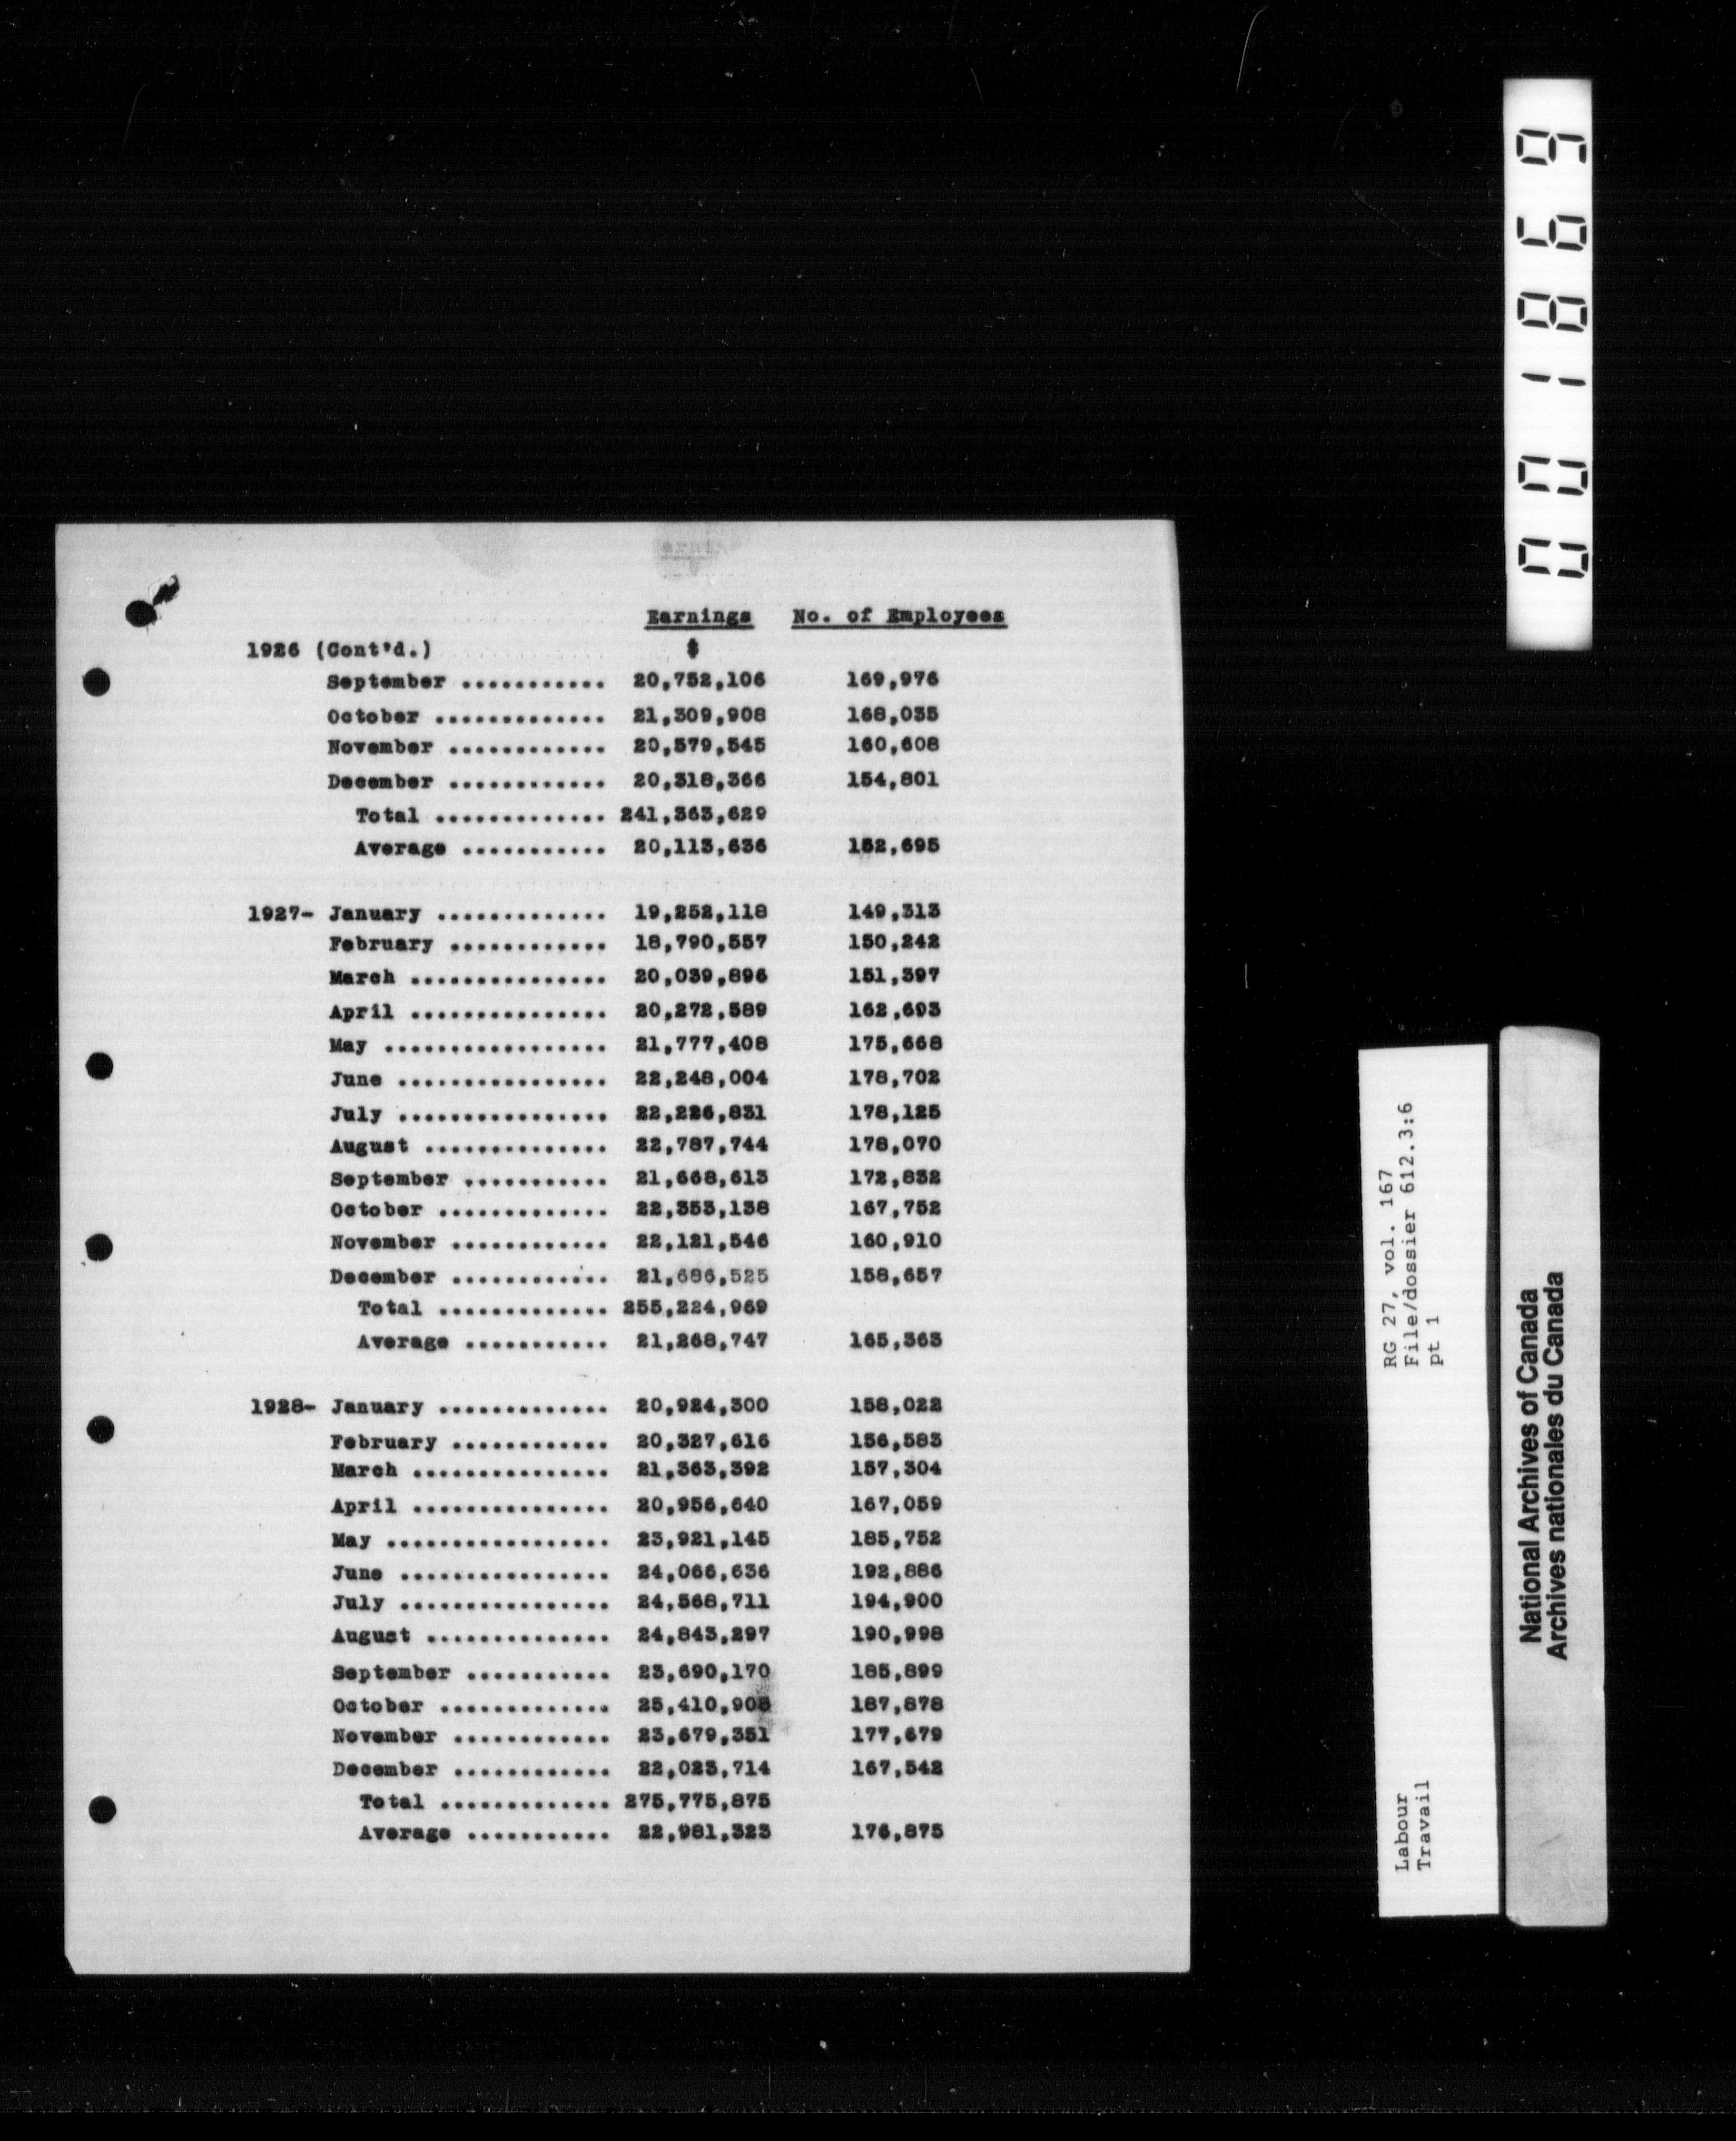 Earnings No. of Employees
1926 (Cont'd.) $
September ........... 20,752,106 169,976
October ............. 21,309,908 168,035
November ............ 20,579,545 160,608
December ............ 20,318,366 154,801
Total ............. 241,363,629
Average ........... 20,113,636 152,695
1927- January ............. 19,252,118 149,313
February ............ 18,790,557 150,242
March ............... 20,039,896 151,397
April ............... 20,272,589 162,693
May ................. 21,777,408 175,668
June ................ 22,248,004 178,702
July ................ 22,226,831 178,125
August .............. 22,787,744 178,070
September ........... 21,668,613 172,832
October ............. 22,353,138 167,752
November ............ 22,121,546 160,910
December ............ 21,686,525 158,657
Total ............. 255,224,969
Average ........... 21,268,747 165,363
1928- January ............. 20,924,300 158,022
February ............ 20,327,616 156,583
March ............... 21,363,392 157,304
April ............... 20,956,640 167,059
May ................. 23,921,145 185,752
June ................ 24,066,636 192,886
July ................ 24,568,711 194,900
August .............. 24,843,297 190,998
September ........... 23,690,170 185,899
October ............. 25,410,908 187,878
November ............ 23,679,351 177,679
December ............ 22,023,714 167,542
Total ............. 275,775,875
Average ........... 22,981,323 176,875
001869
RG 27, vol. 167
File/dossier 612.3:6
pt 1
Labour
Travail
National Archives of Canada
Archives nationales du Canada